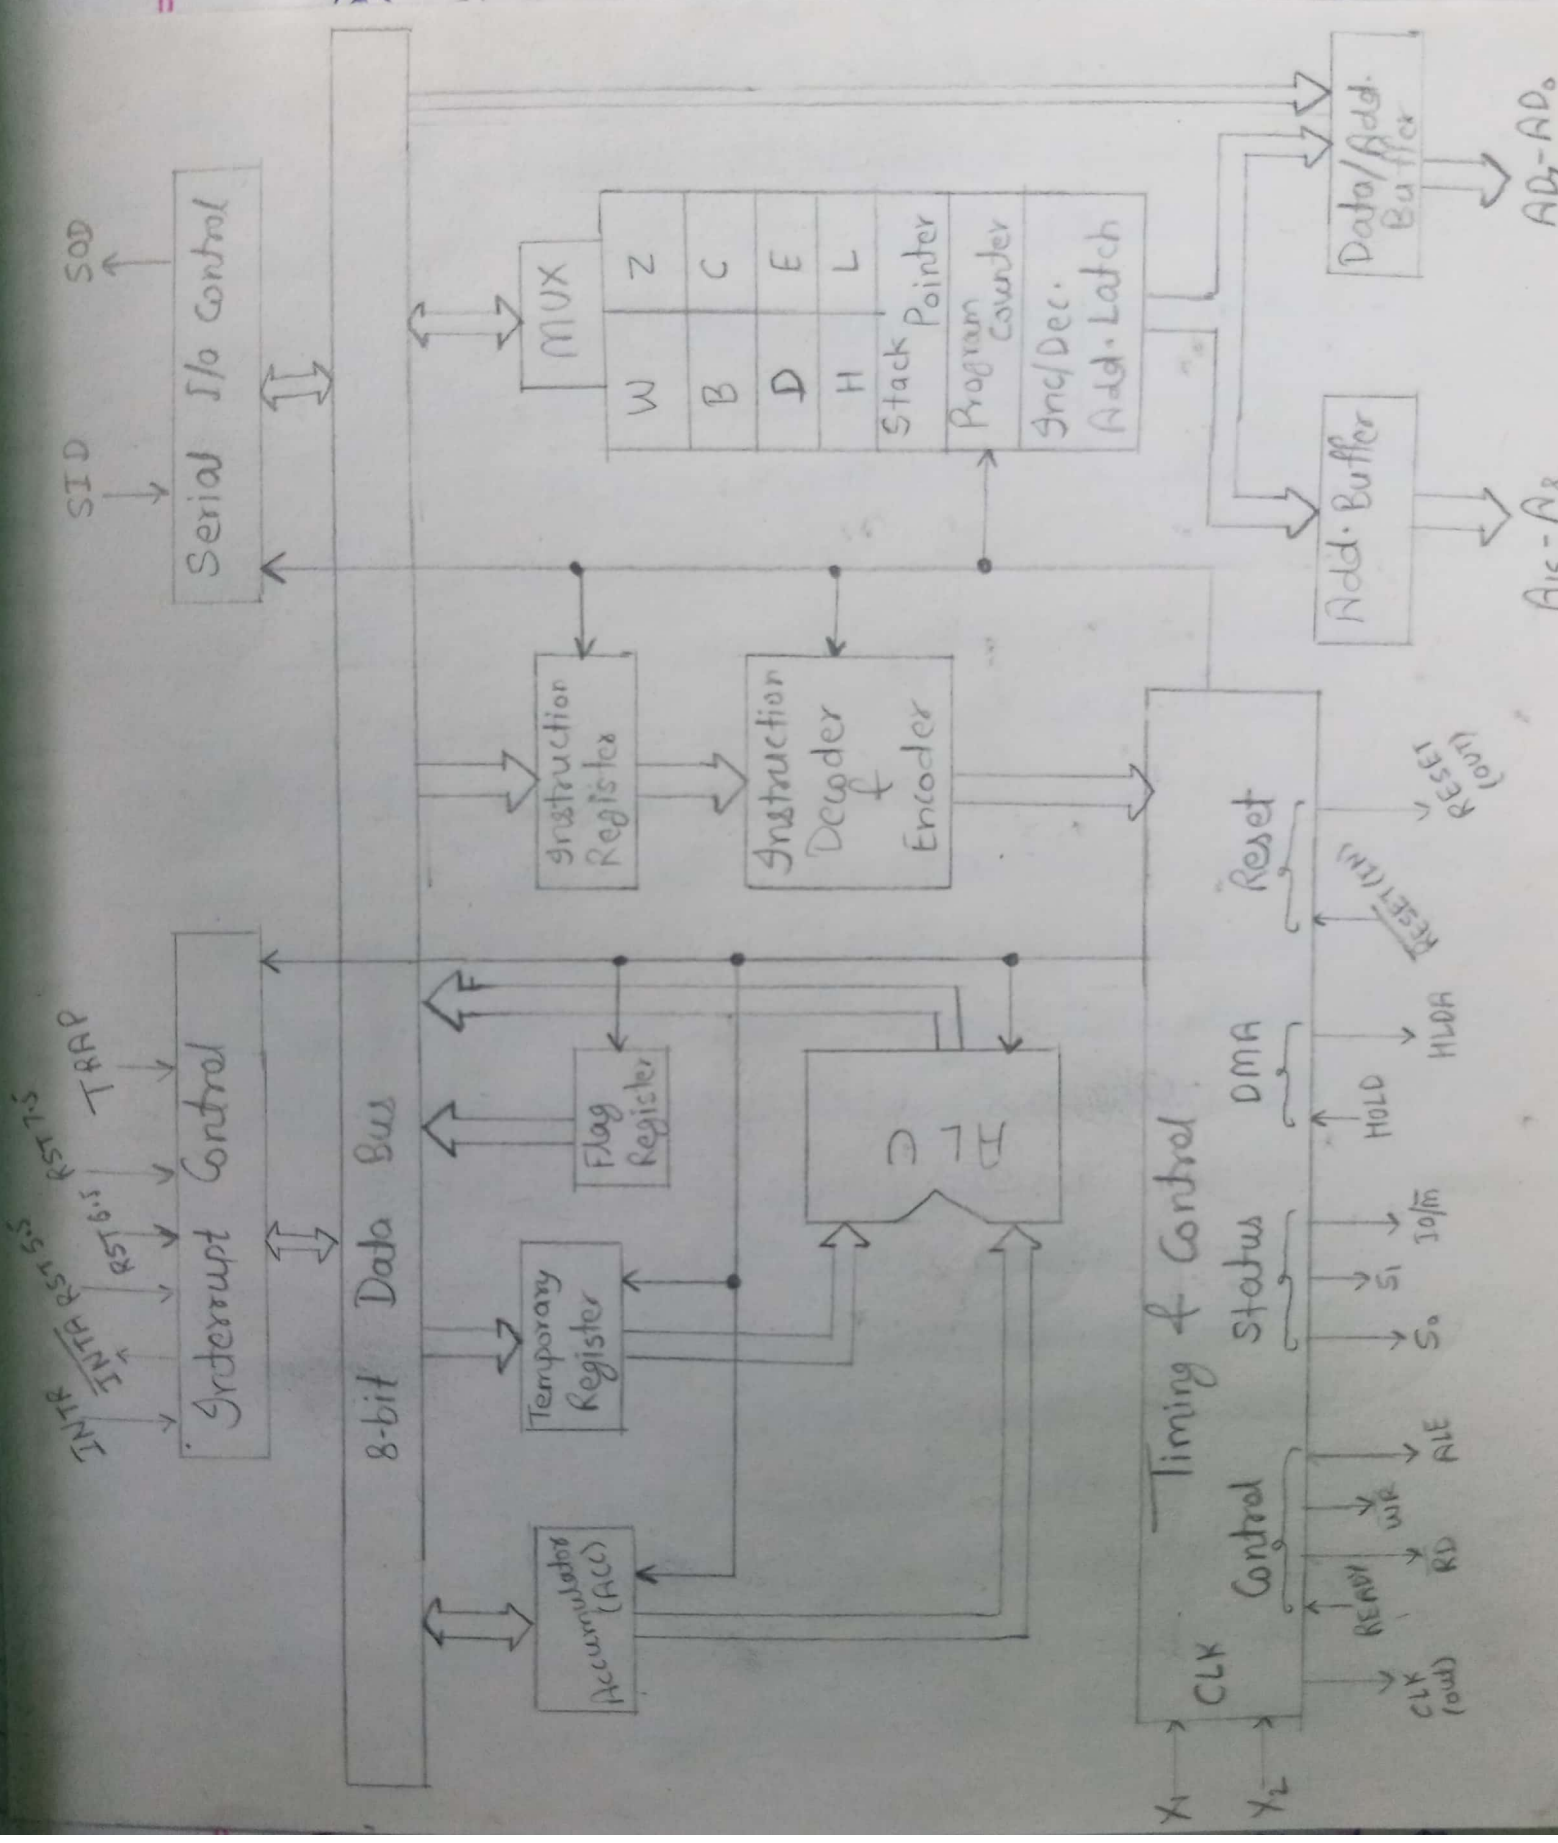 INTR
INTA
RST 5.5
RST 6.5
RST 7.5
TRAP
SID
SOD
Interrupt Control
Serial I/o Control
8-bit Data Bus
Accumulator
(ACC)
Temporary
Register
Flag
Register
Instruction
Register
MUX
W Z
B C
D E
H L
Stack
Pointer
Program
Counter
Inc/Dec.
Add. Latch
ALU
Instruction
Decoder
&
Encoder
Timing & Control
CLK
Control
Status
DMA
Reset
X1
X2
CLK
(out)
READY
RD
WR
ALE
S0
S1
IO/m̅
HOLD
HLDA
RESET (IN)
RESET
(OUT)
Add. Buffer
Data/Add.
Buffer
A15-A8
AD7-AD0